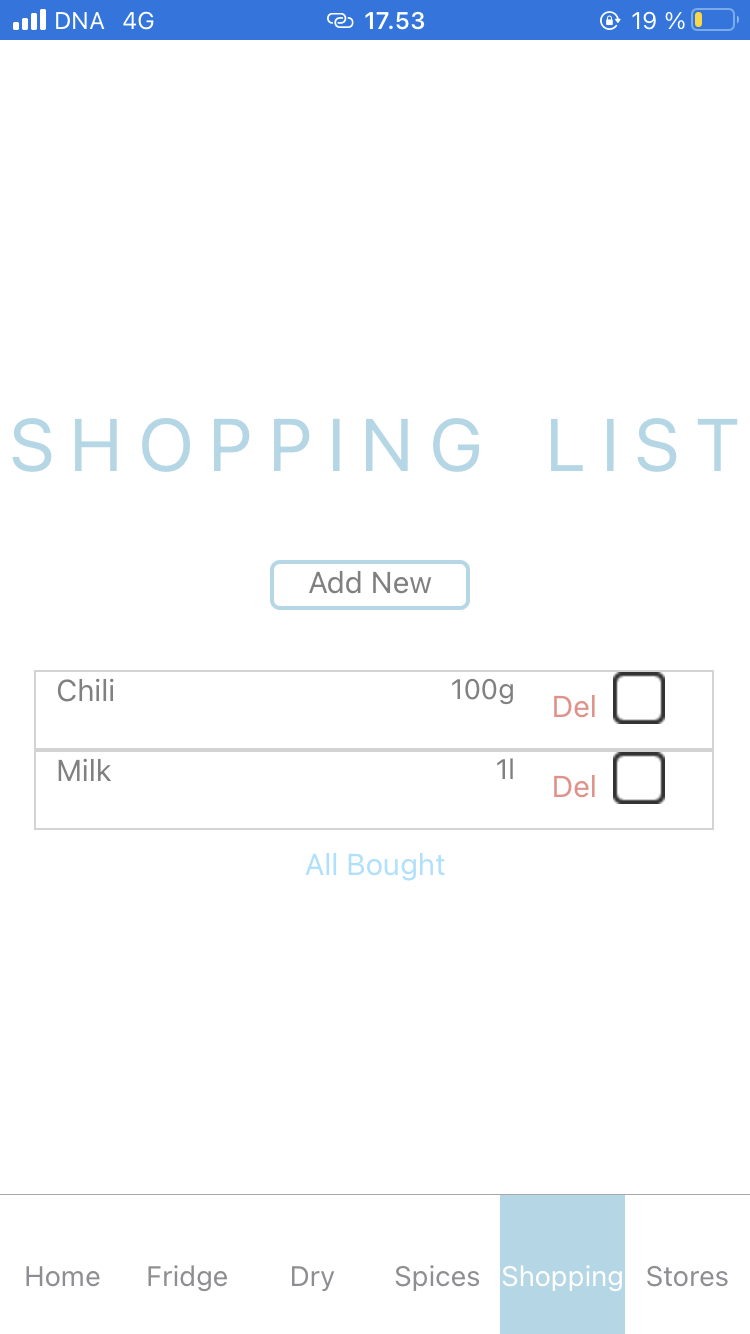 DNA 4G 17.53 19 %
SHOPPING LIST
Add New
Chili 100g Del
Milk 1l Del
All Bought
Home Fridge Dry Spices Shopping Stores